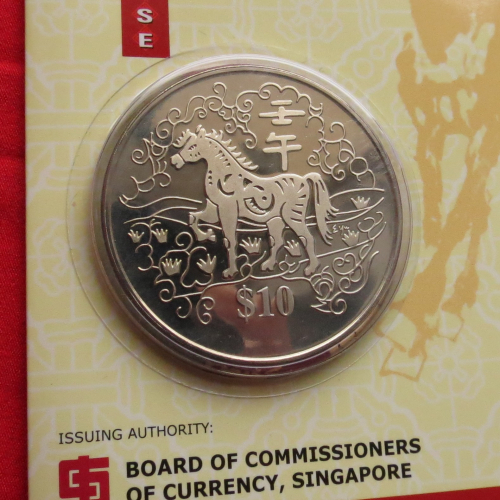 S
E
壬
午
$10
ISSUING AUTHORITY:
BOARD OF COMMISSIONERS
OF CURRENCY, SINGAPORE